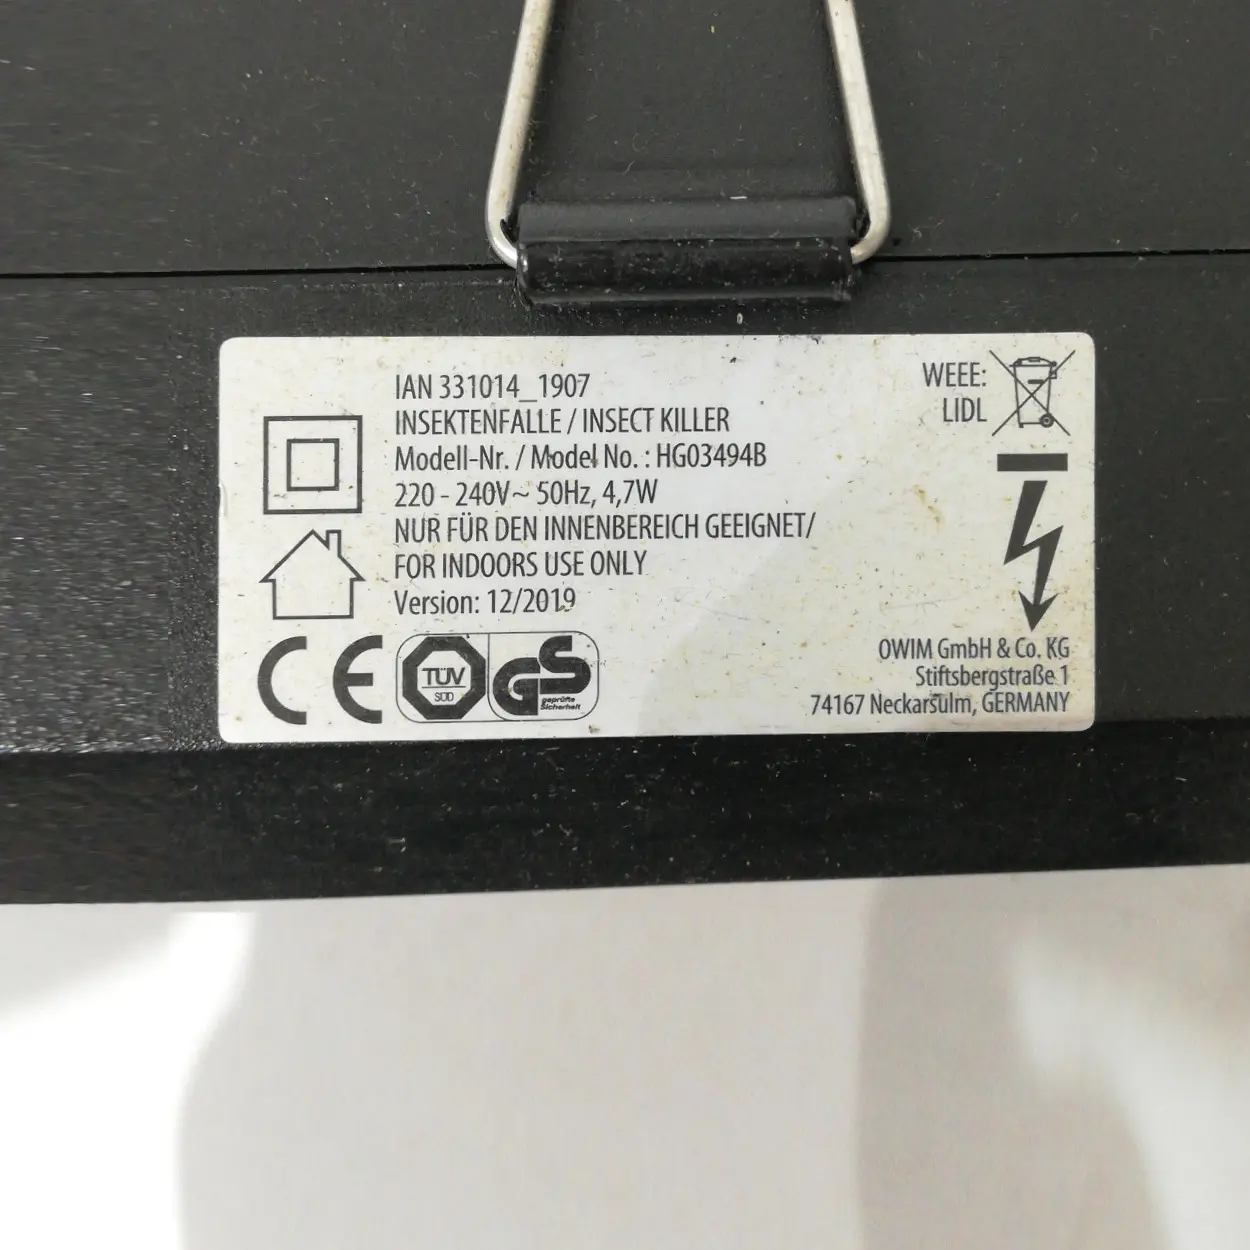 IAN 331014_1907
INSEKTENFALLE / INSECT KILLER
Modell-Nr. / Model No. : HG03494B
220 - 240V~ 50Hz, 4,7W
NUR FÜR DEN INNENBEREICH GEEIGNET/
FOR INDOORS USE ONLY
Version: 12/2019
WEEE:
LIDL
CE
TÜV
SÜD
GS
geprüfte
Sicherheit
OWIM GmbH & Co. KG
Stiftsbergstraße 1
74167 Neckarsulm, GERMANY